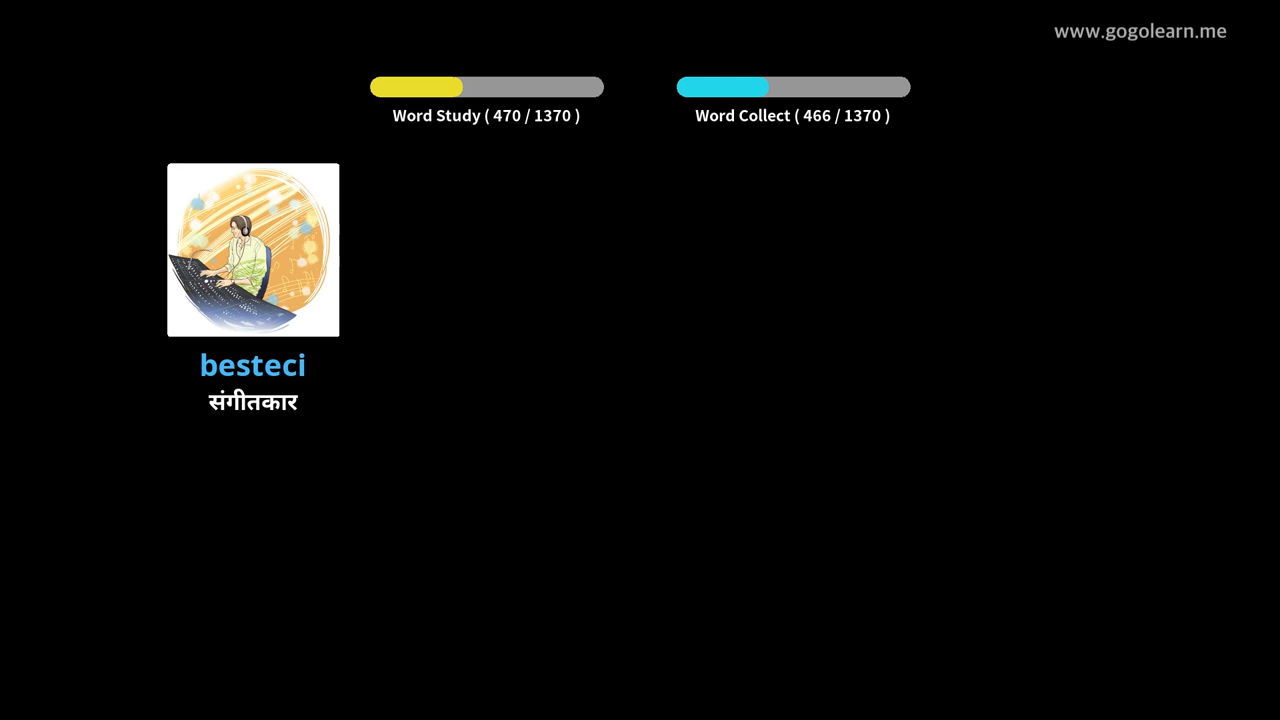 www.gogolearn.me
Word Study ( 470 / 1370 )
Word Collect ( 466 / 1370 )
besteci
संगीतकार